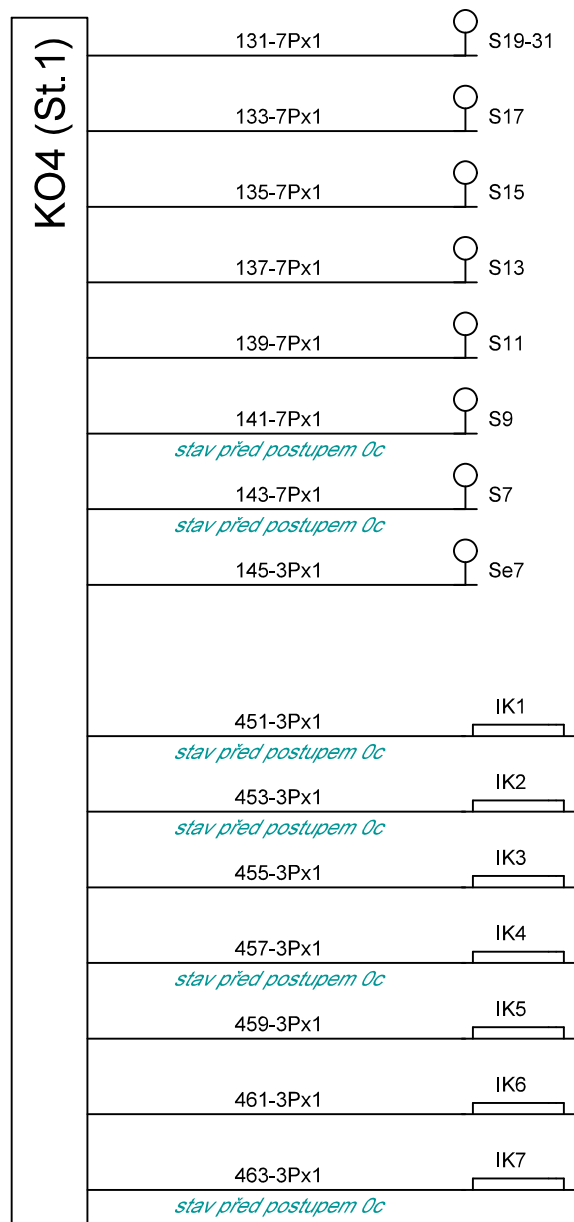 KO4 (St.1)
131-7Px1 S19-31
133-7Px1 S17
135-7Px1 S15
137-7Px1 S13
139-7Px1 S11
141-7Px1 S9
stav před postupem 0c
143-7Px1 S7
stav před postupem 0c
145-3Px1 Se7
451-3Px1 IK1
stav před postupem 0c
453-3Px1 IK2
stav před postupem 0c
455-3Px1 IK3
457-3Px1 IK4
stav před postupem 0c
459-3Px1 IK5
461-3Px1 IK6
463-3Px1 IK7
stav před postupem 0c